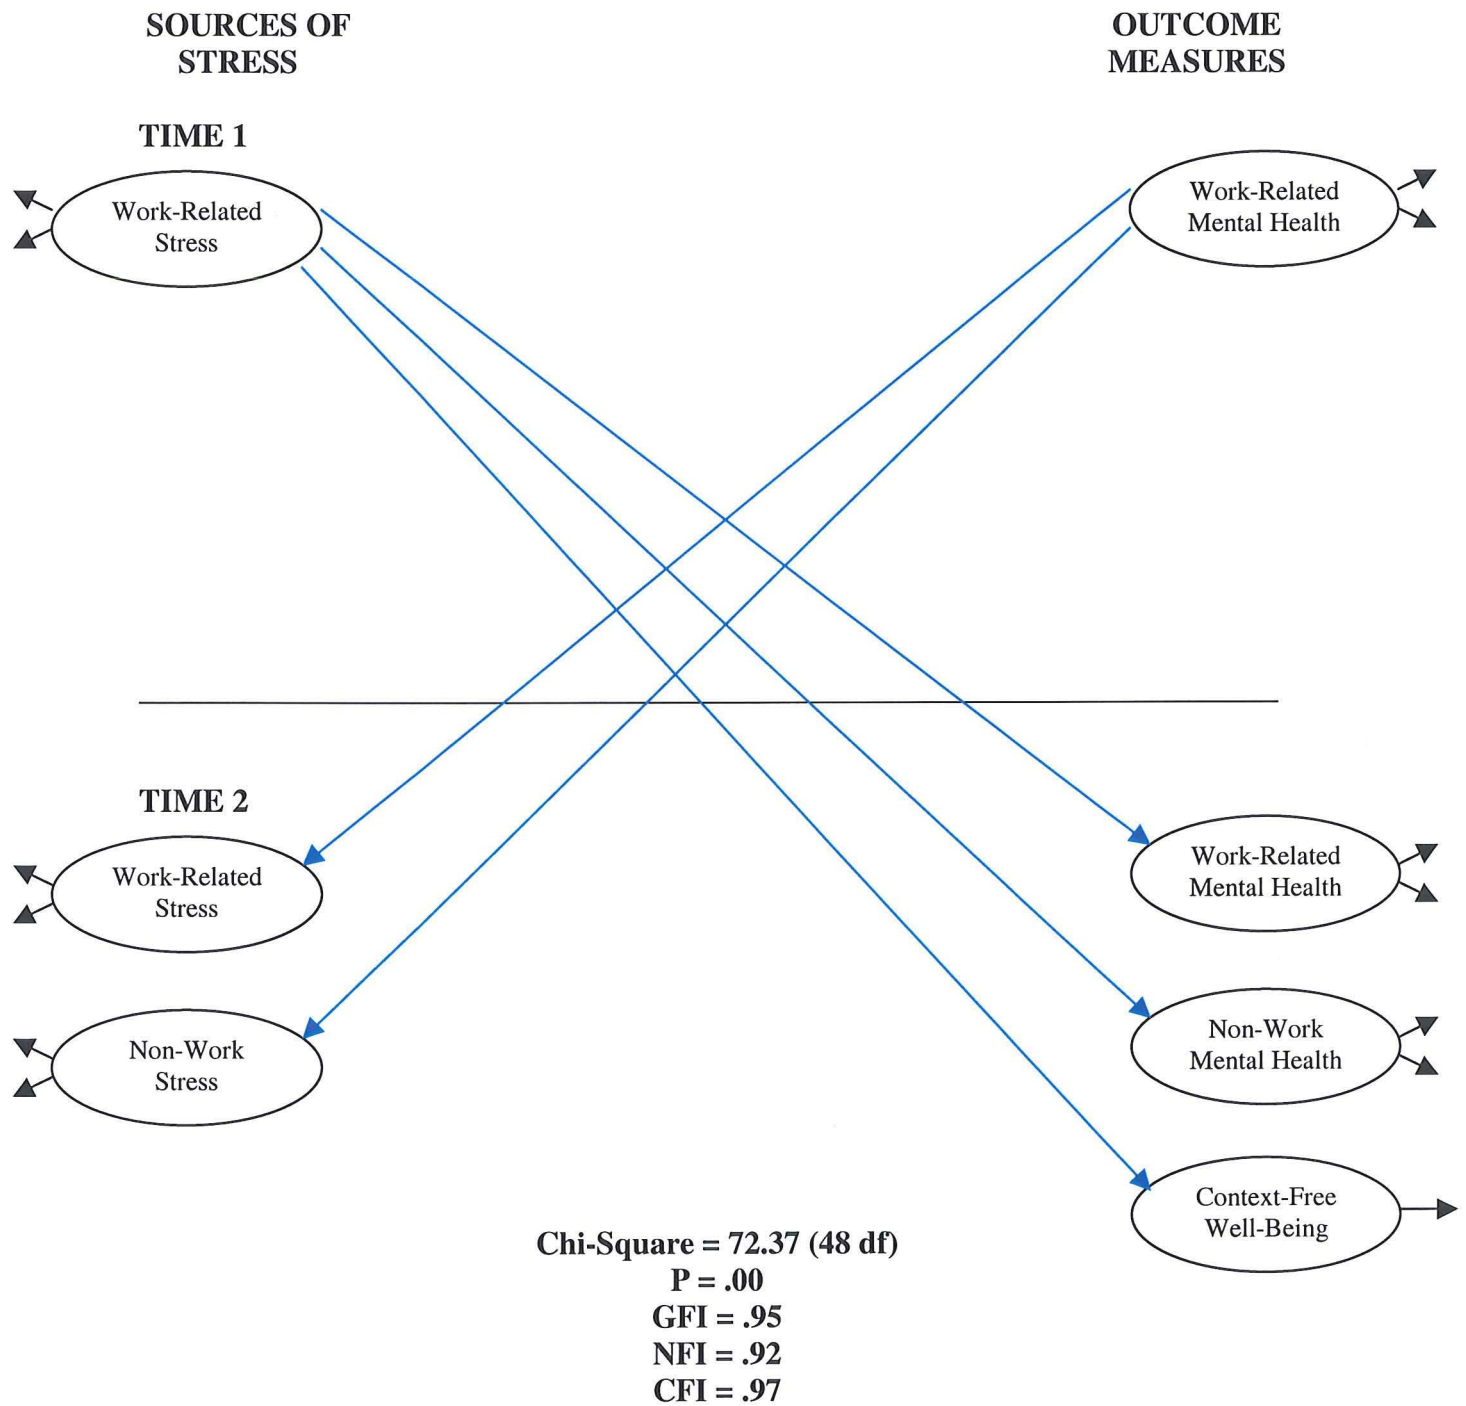 SOURCES OF
STRESS
OUTCOME
MEASURES
TIME 1
Work-Related
Stress
Work-Related
Mental Health
TIME 2
Work-Related
Stress
Work-Related
Mental Health
Non-Work
Stress
Non-Work
Mental Health
Context-Free
Well-Being
Chi-Square = 72.37 (48 df)
P = .00
GFI = .95
NFI = .92
CFI = .97